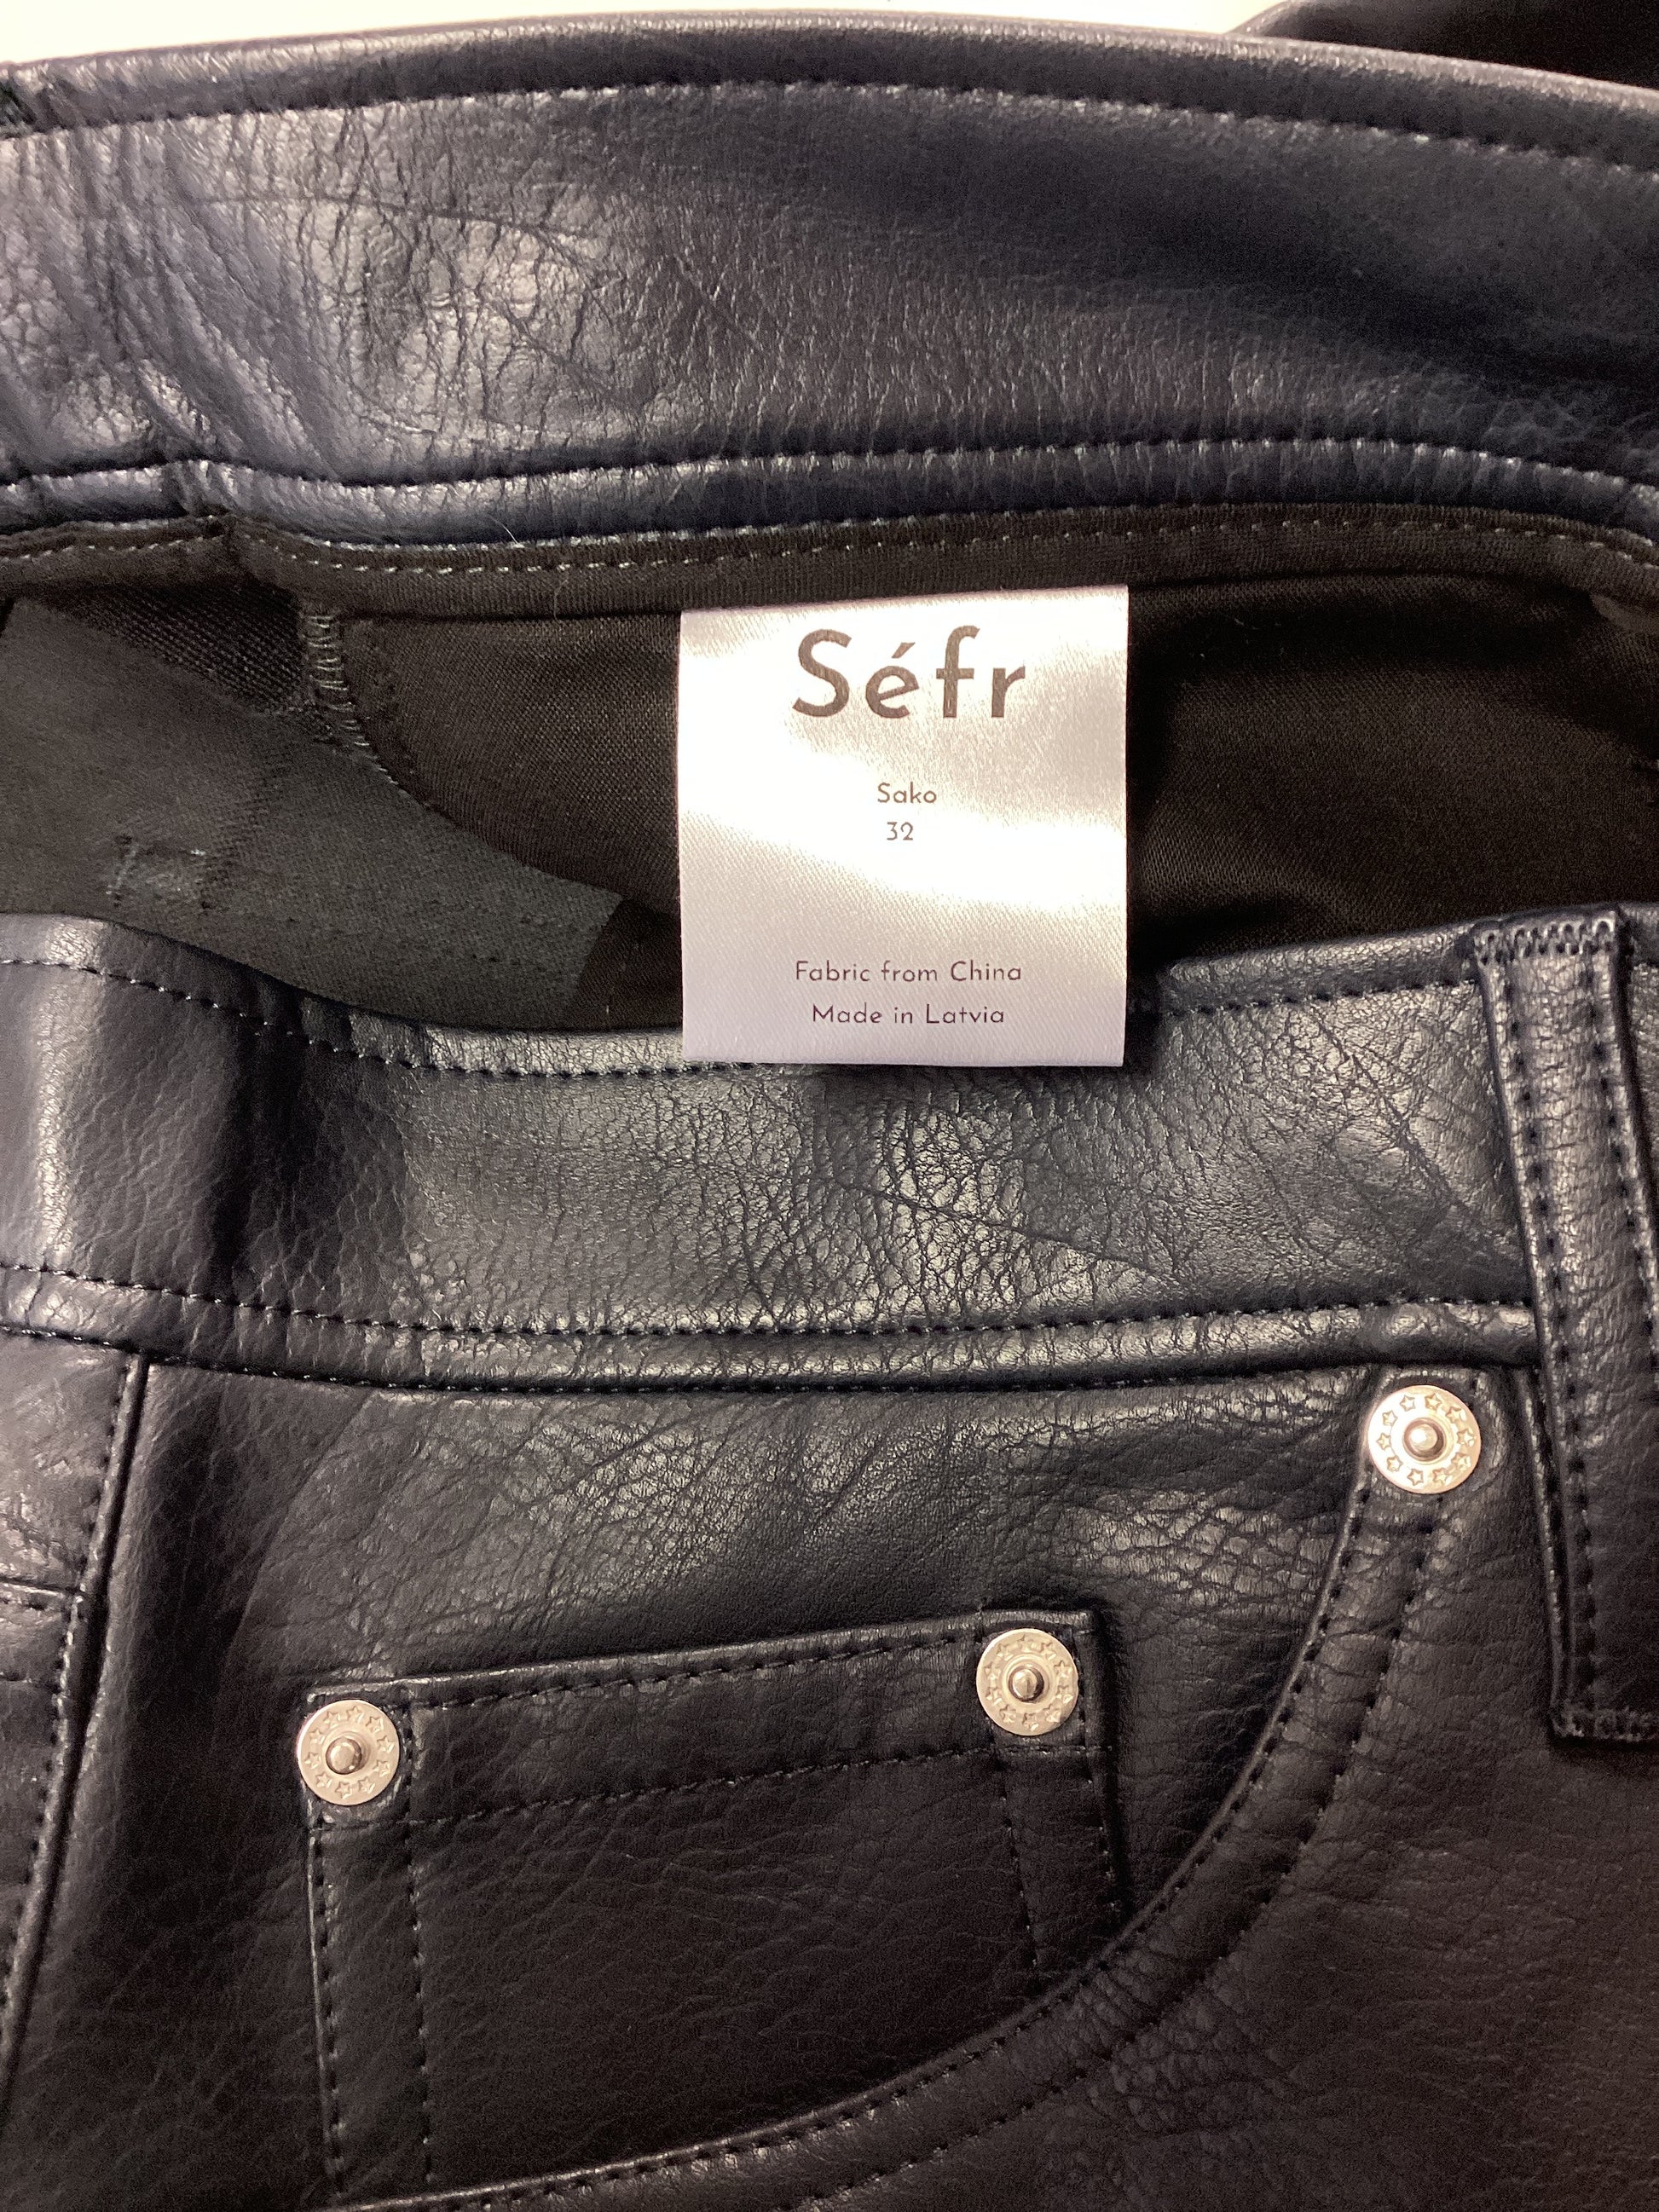 Séfr
Sako
32
Fabric from China
Made in Latvia